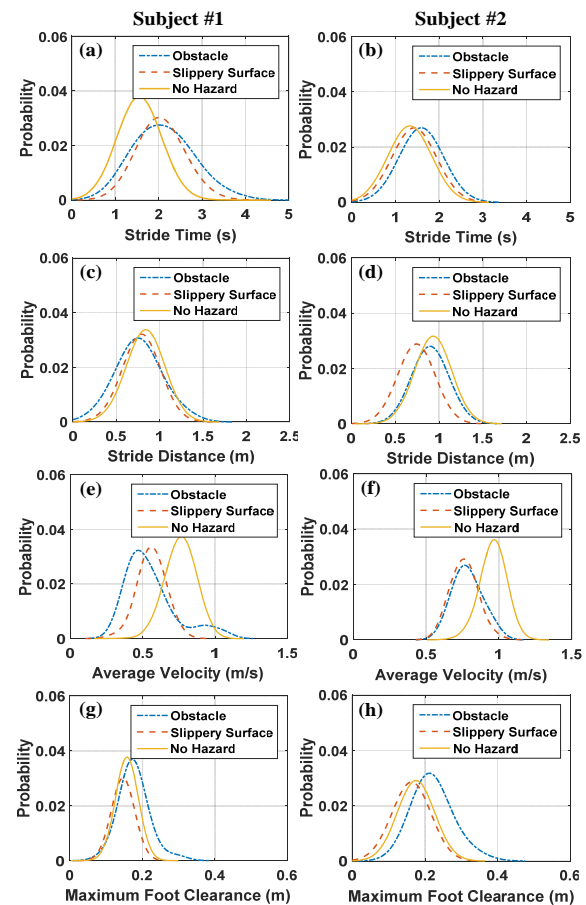 Subject #1
Subject #2
(a)
Obstacle
Slippery Surface
No Hazard
Probability
0.06
0.04
0.02
0
0 1 2 3 4 5
Stride Time (s)
(b)
Obstacle
Slippery Surface
No Hazard
Probability
0.06
0.04
0.02
0
0 1 2 3 4 5
Stride Time (s)
(c)
Obstacle
Slippery Surface
No Hazard
Probability
0.06
0.04
0.02
0
0 0.5 1 1.5 2 2.5
Stride Distance (m)
(d)
Obstacle
Slippery Surface
No Hazard
Probability
0.06
0.04
0.02
0
0 0.5 1 1.5 2 2.5
Stride Distance (m)
(e)
Obstacle
Slippery Surface
No Hazard
Probability
0.06
0.04
0.02
0
0 0.5 1 1.5
Average Velocity (m/s)
(f)
Obstacle
Slippery Surface
No Hazard
Probability
0.06
0.04
0.02
0
0 0.5 1 1.5
Average Velocity (m/s)
(g)
Obstacle
Slippery Surface
No Hazard
Probability
0.06
0.04
0.02
0
0 0.2 0.4 0.6
Maximum Foot Clearance (m)
(h)
Obstacle
Slippery Surface
No Hazard
Probability
0.06
0.04
0.02
0
0 0.2 0.4 0.6
Maximum Foot Clearance (m)